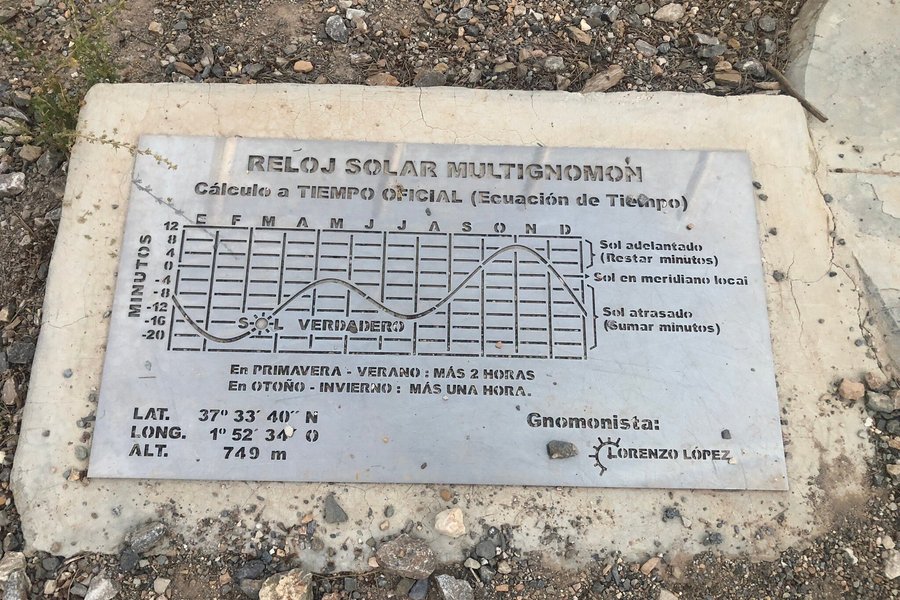 RELOJ SOLAR MULTIGNOMON
Cálculo a TIEMPO OFICIAL (Ecuación de Tiempo)
E F M A M J J A S O N D
MINUTOS
12
8
4
0
-4
-8
-12
-16
-20
Sol adelantado
(Restar minutos)
Sol en meridiano local
Sol atrasado
(Sumar minutos)
SOL VERDADERO
En PRIMAVERA - VERANO : MÁS 2 HORAS
En OTOÑO - INVIERNO : MÁS UNA HORA.
LAT. 37º 33´ 40´´ N
LONG. 1º 52´ 34´´ O
ALT. 749 m
Gnomonista:
LORENZO LÓPEZ